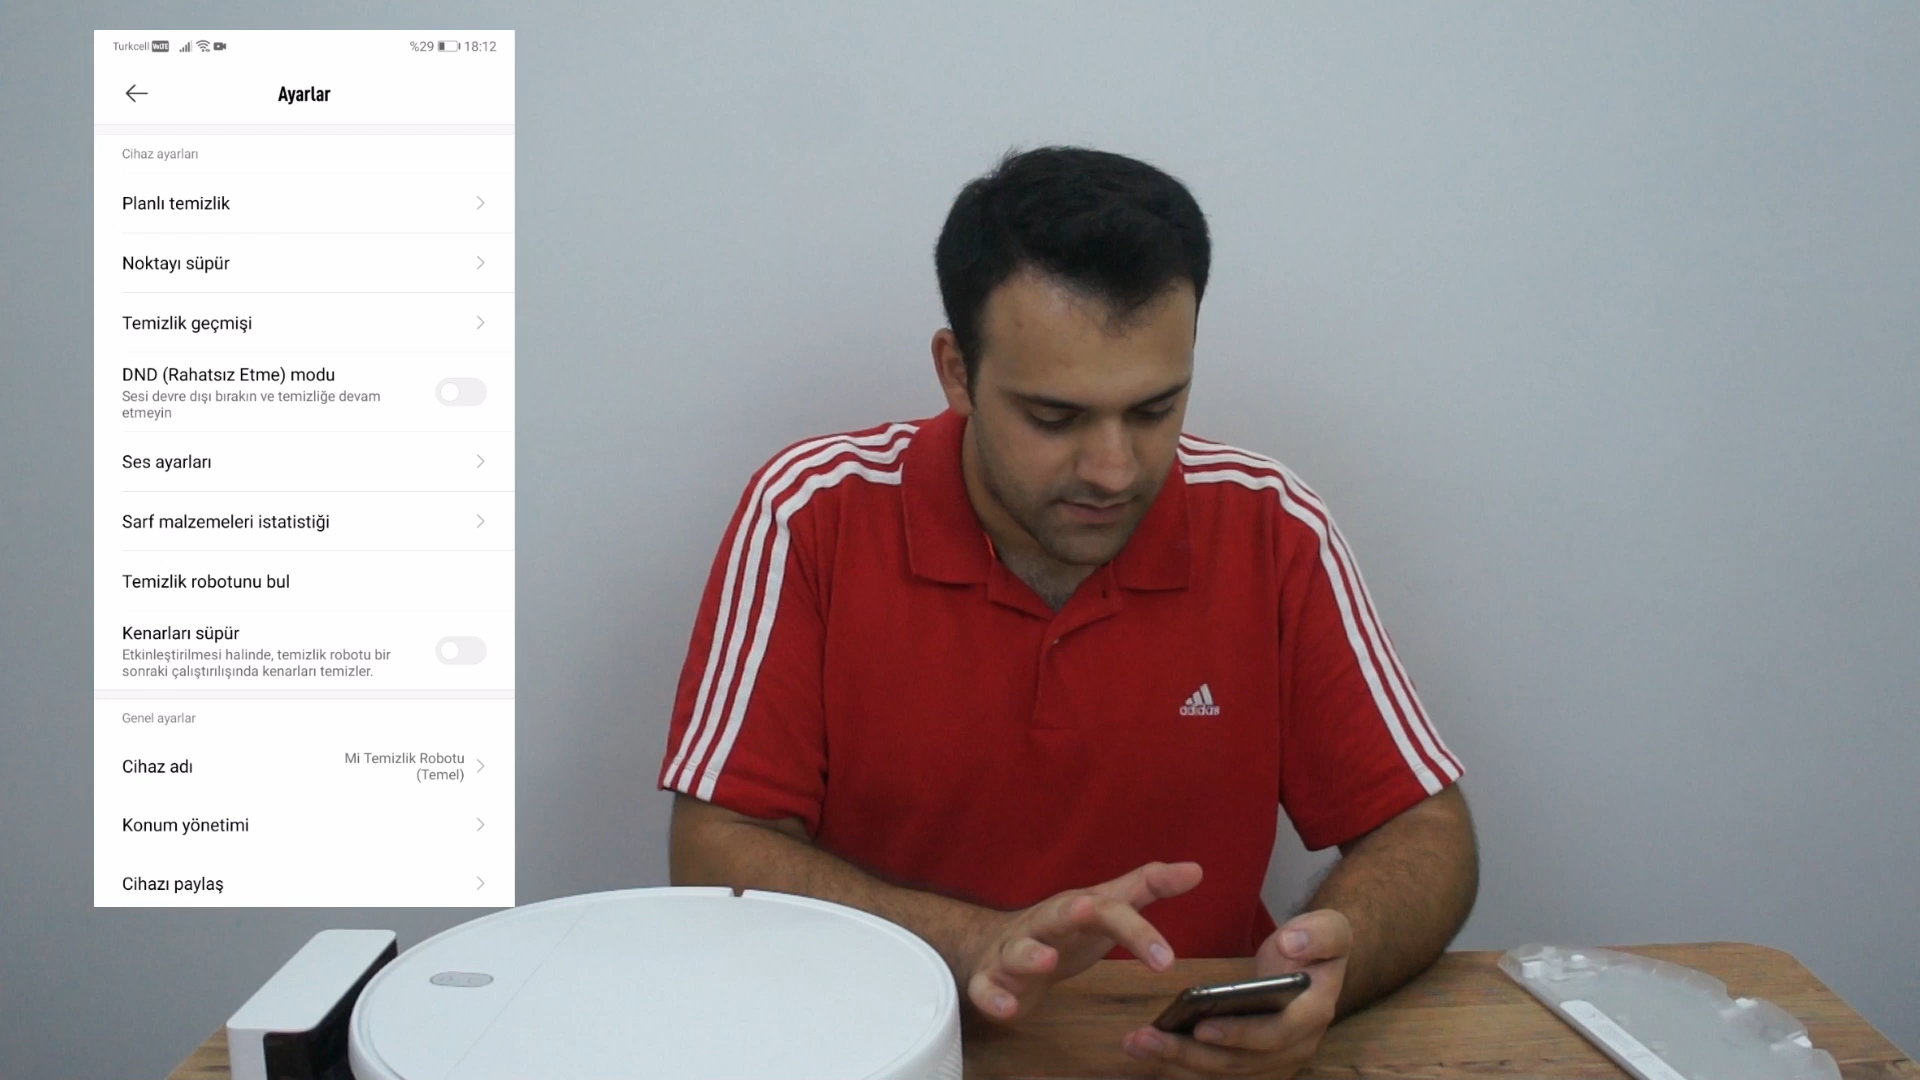 Turkcell VoLTE %29 18:12
Ayarlar
Cihaz ayarları
Planlı temizlik
Noktayı süpür
Temizlik geçmişi
DND (Rahatsız Etme) modu
Sesi devre dışı bırakın ve temizliğe devam
etmeyin
Ses ayarları
Sarf malzemeleri istatistiği
Temizlik robotunu bul
Kenarları süpür
Etkinleştirilmesi halinde, temizlik robotu bir
sonraki çalıştırılışında kenarları temizler.
Genel ayarlar
Cihaz adı
Mi Temizlik Robotu
(Temel)
Konum yönetimi
Cihazı paylaş
adidas